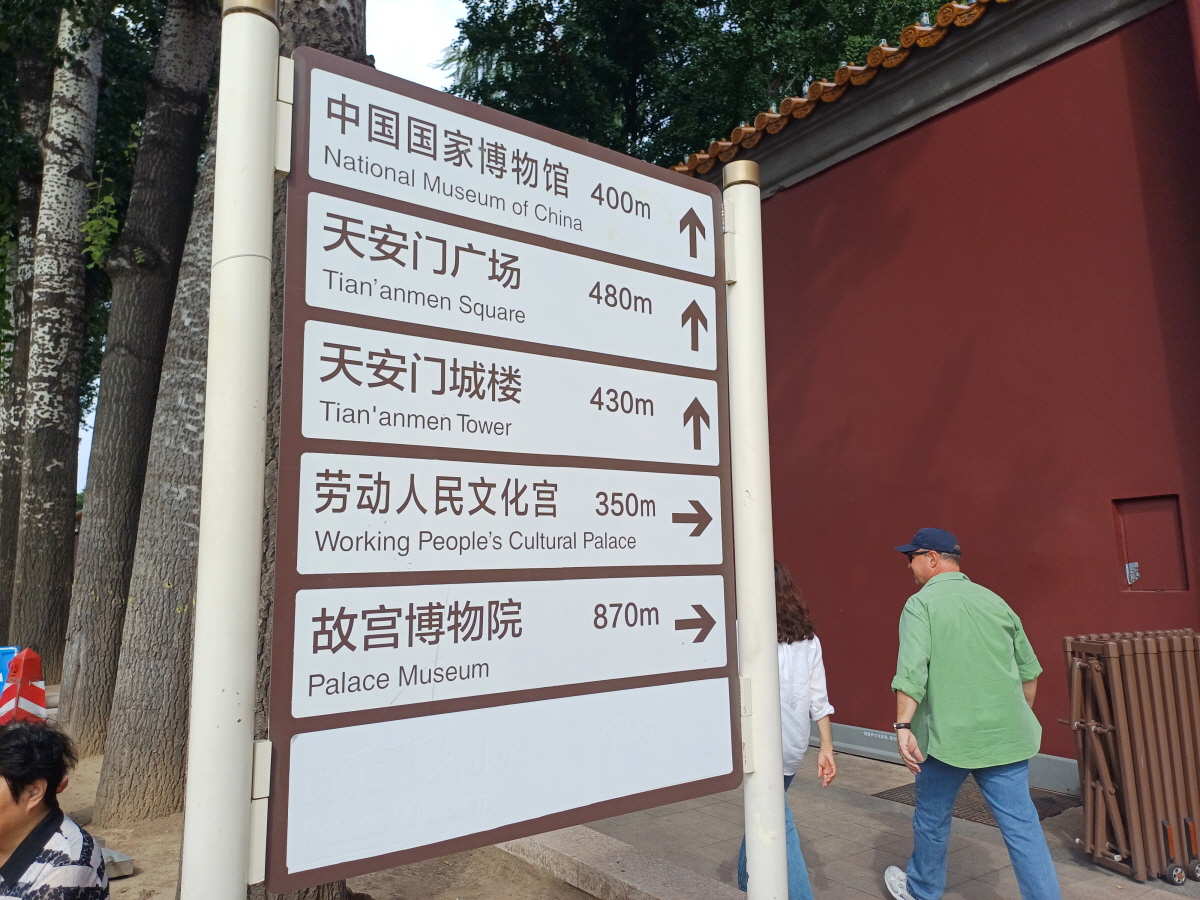 中国国家博物馆 400m ↑
National Museum of China
天安门广场 480m ↑
Tian'anmen Square
天安门城楼 430m ↑
Tian'anmen Tower
劳动人民文化宫 350m →
Working People's Cultural Palace
故宫博物院 870m →
Palace Museum